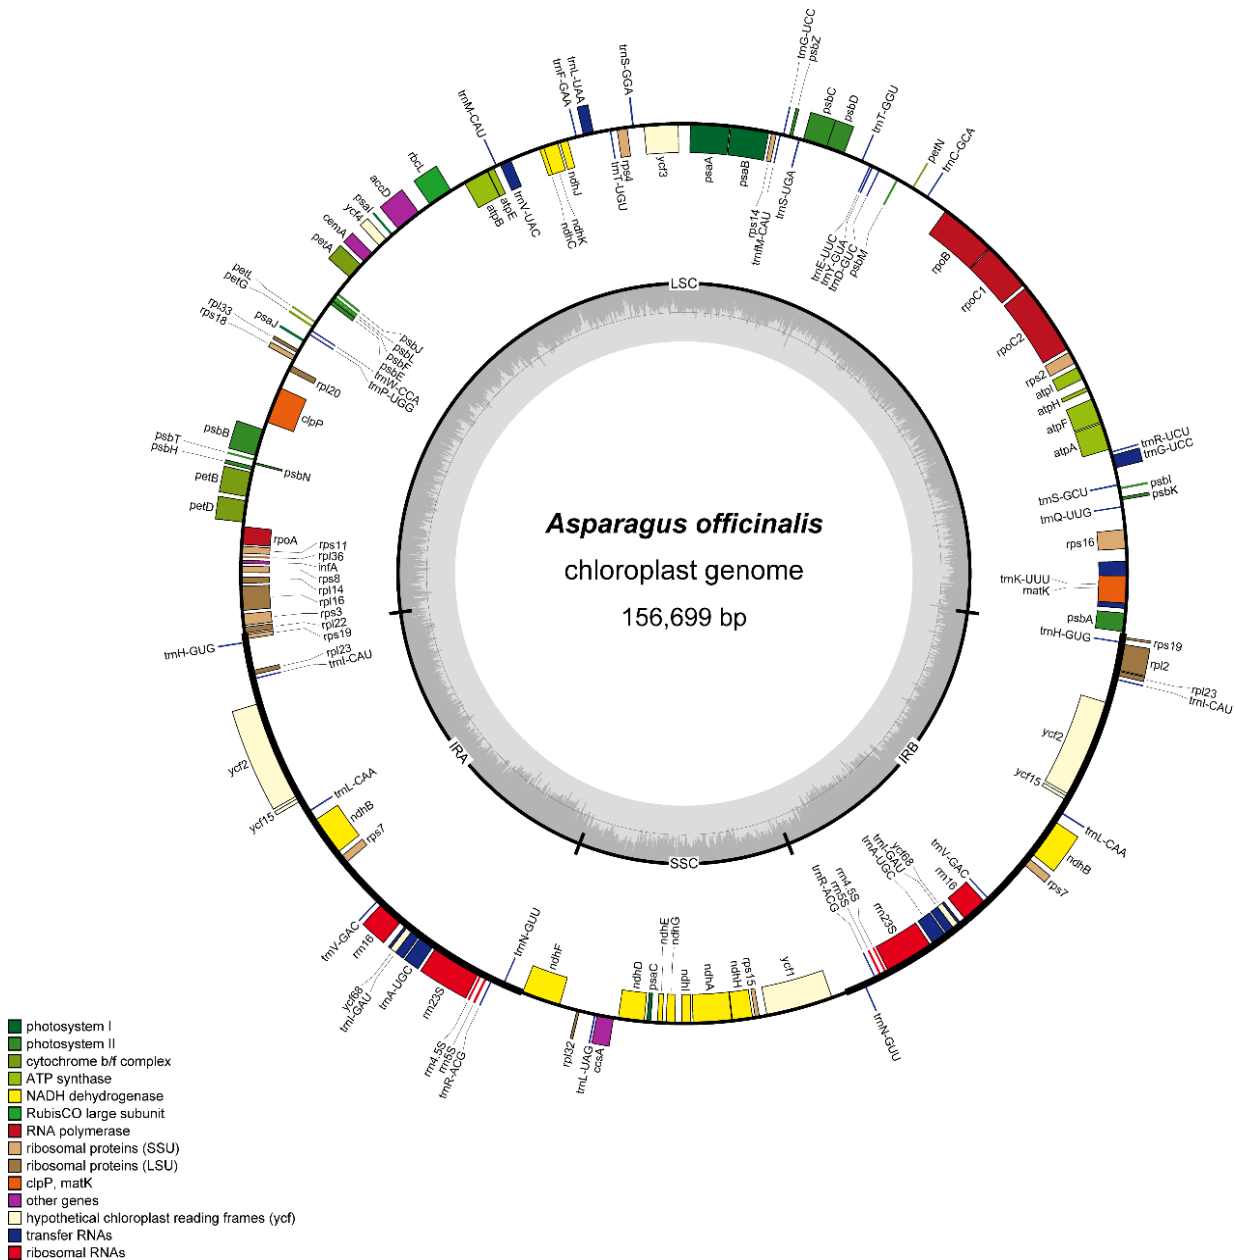 Asparagus officinalis
chloroplast genome
156,699 bp
LSC
IRB
SSC
IRA
trnG-UCC
psbZ
psbC
psbD
trnT-GGU
petN
trnC-GCA
psaA
psaB
rps14
trnfM-CAU
trnS-UGA
trnE-UUC
trnY-GUA
trnD-GUC
psbM
rpoB
rpoC1
rpoC2
rps2
atpI
atpH
atpF
atpA
trnR-UCU
trnG-UCC
trnS-GCU
psbI
psbK
trnQ-UUG
rps16
trnK-UUU
matK
psbA
trnH-GUG
rps19
rpl2
rpl23
trnI-CAU
ycf2
ycf15
trnL-CAA
ndhB
rps7
trnV-GAC
rrn16
ycf68
trnI-GAU
trnA-UGC
rrn23S
rrn4.5S
rrn5S
trnR-ACG
trnN-GUU
ycf1
rps15
ndhH
ndhA
ndhI
ndhG
ndhE
psaC
ndhD
ccsA
trnL-UAG
rpl32
ndhF
trnN-GUU
trnR-ACG
rrn5S
rrn4.5S
rrn23S
trnA-UGC
trnI-GAU
ycf68
rrn16
trnV-GAC
rps7
ndhB
trnL-CAA
ycf15
ycf2
trnI-CAU
rpl23
trnH-GUG
rps19
rpl22
rps3
rpl16
rpl14
rps8
infA
rpl36
rps11
rpoA
petD
petB
psbH
psbT
psbN
psbB
clpP
rpl20
rps18
rpl33
psaJ
trnP-UGG
trnW-CCA
petG
petL
psbE
psbF
psbL
psbJ
petA
cemA
ycf4
psaI
accD
rbcL
atpB
atpE
trnM-CAU
trnV-UAC
ndhC
ndhK
ndhJ
trnF-GAA
trnL-UAA
trnT-UGU
rps4
trnS-GGA
ycf3
photosystem I
photosystem II
cytochrome b/f complex
ATP synthase
NADH dehydrogenase
RubisCO large subunit
RNA polymerase
ribosomal proteins (SSU)
ribosomal proteins (LSU)
clpP, matK
other genes
hypothetical chloroplast reading frames (ycf)
transfer RNAs
ribosomal RNAs